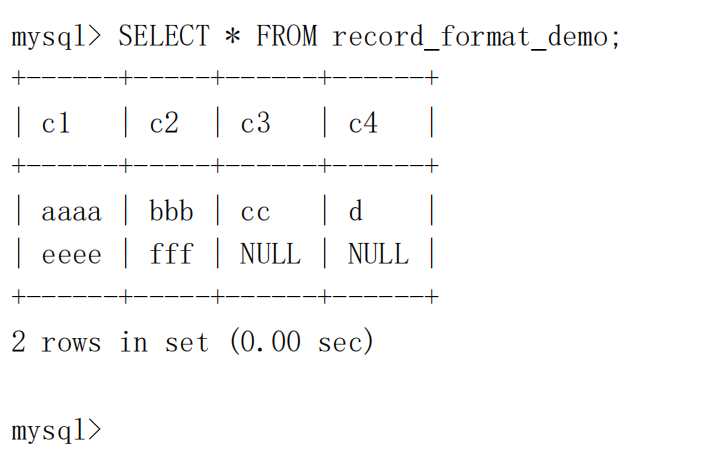 mysql> SELECT * FROM record_format_demo;
+------+-----+------+------+
| c1   | c2  | c3   | c4   |
+------+-----+------+------+
| aaaa | bbb | cc   | d    |
| eeee | fff | NULL | NULL |
+------+-----+------+------+
2 rows in set (0.00 sec)
mysql>